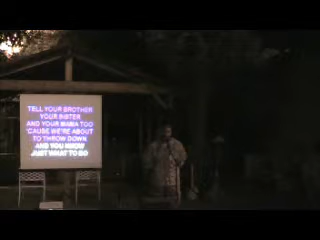 TELL YOUR BROTHER
YOUR SISTER
AND YOUR MAMA TOO
'CAUSE WE'RE ABOUT
TO THROW DOWN
AND YOU KNOW
JUST WHAT TO DO